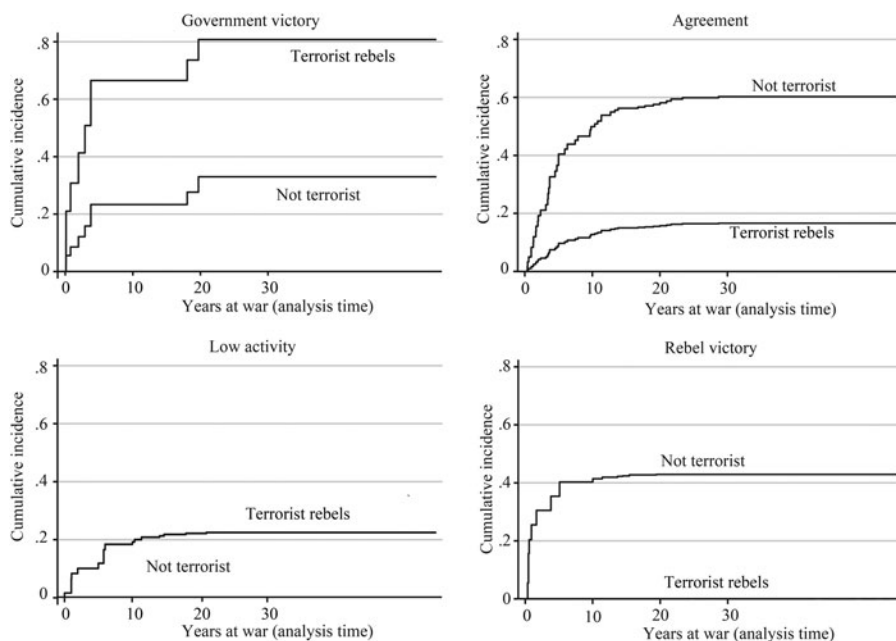 Government victory
.8
.6
.4
.2
0
Cumulative incidence
Terrorist rebels
Not terrorist
0 10 20 30
Years at war (analysis time)
Agreement
.8
.6
.4
.2
0
Cumulative incidence
Not terrorist
Terrorist rebels
0 10 20 30
Years at war (analysis time)
Low activity
.8
.6
.4
.2
0
Cumulative incidence
Terrorist rebels
Not terrorist
0 10 20 30
Years at war (analysis time)
Rebel victory
.8
.6
.4
.2
0
Cumulative incidence
Not terrorist
Terrorist rebels
0 10 20 30
Years at war (analysis time)